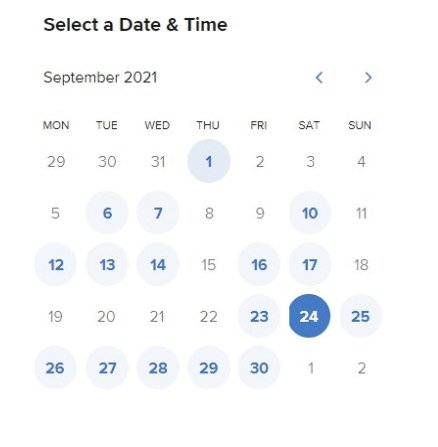 Select a Date & Time
September 2021
MON TUE WED THU FRI SAT SUN
29 30 31 1 2 3 4
5 6 7 8 9 10 11
12 13 14 15 16 17 18
19 20 21 22 23 24 25
26 27 28 29 30 1 2